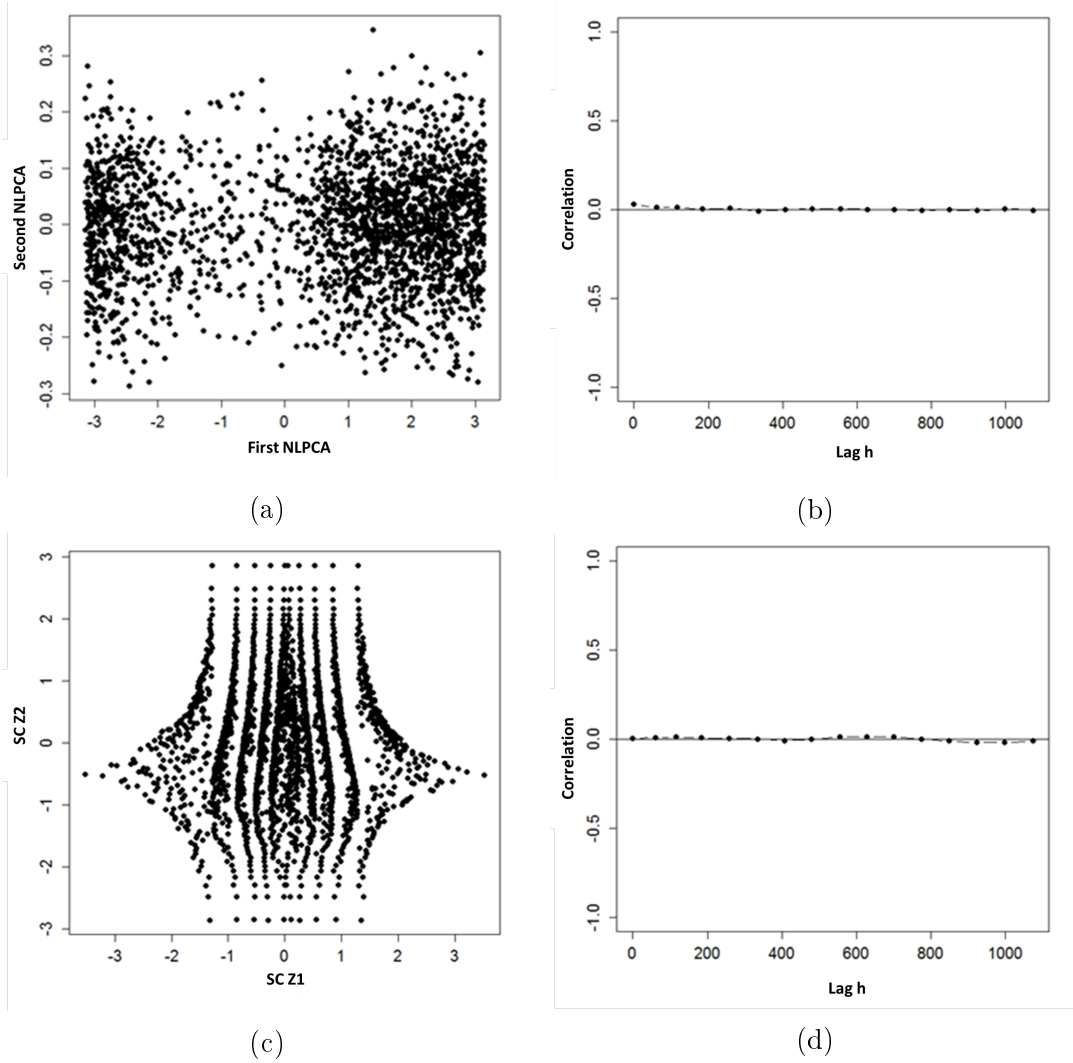 0.3
0.2
0.1
0.0
-0.1
-0.2
-0.3
Second NLPCA
-3 -2 -1 0 1 2 3
First NLPCA
(a)
1.0
0.5
0.0
-0.5
-1.0
Correlation
0 200 400 600 800 1000
Lag h
(b)
3
2
1
0
-1
-2
-3
SC Z2
-3 -2 -1 0 1 2 3
SC Z1
(c)
1.0
0.5
0.0
-0.5
-1.0
Correlation
0 200 400 600 800 1000
Lag h
(d)